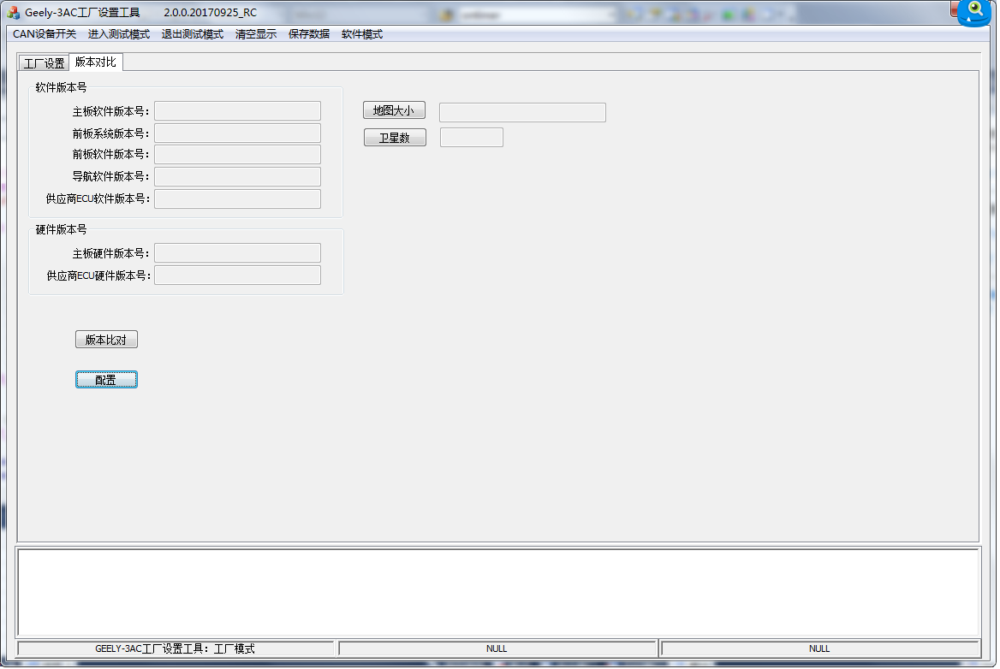 Geely-3AC工厂设置工具 2.0.0.20170925_RC
CAN设备开关 进入测试模式 退出测试模式 清空显示 保存数据 软件模式
工厂设置 版本对比
软件版本号
主板软件版本号：
前板系统版本号：
前板软件版本号：
导航软件版本号：
供应商ECU软件版本号：
地图大小
卫星数
硬件版本号
主板硬件版本号：
供应商ECU硬件版本号：
版本比对
配置
GEELY-3AC工厂设置工具：工厂模式 NULL NULL